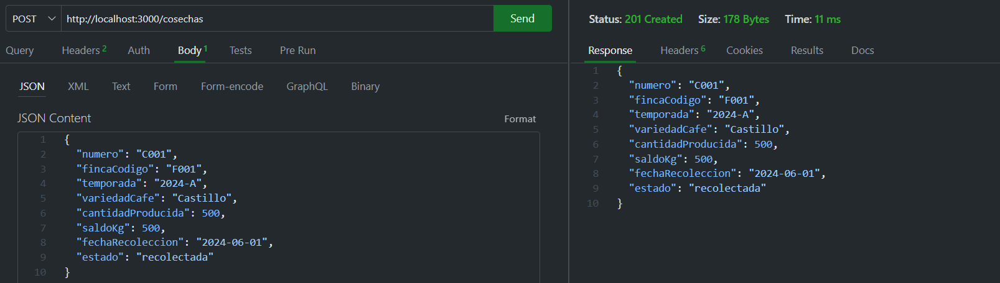 POST http://localhost:3000/cosechas Send
Query Headers 2 Auth Body 1 Tests Pre Run
JSON XML Text Form Form-encode GraphQL Binary
JSON Content Format
1 {
2 "numero": "C001",
3 "fincaCodigo": "F001",
4 "temporada": "2024-A",
5 "variedadCafe": "Castillo",
6 "cantidadProducida": 500,
7 "saldoKg": 500,
8 "fechaRecoleccion": "2024-06-01",
9 "estado": "recolectada"
10 }
Status: 201 Created Size: 178 Bytes Time: 11 ms
Response Headers 6 Cookies Results Docs
1 {
2 "numero": "C001",
3 "fincaCodigo": "F001",
4 "temporada": "2024-A",
5 "variedadCafe": "Castillo",
6 "cantidadProducida": 500,
7 "saldoKg": 500,
8 "fechaRecoleccion": "2024-06-01",
9 "estado": "recolectada"
10 }